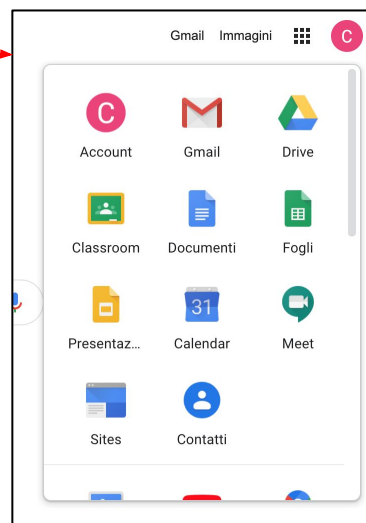 Gmail Immagini C
C
Account Gmail Drive
Classroom Documenti Fogli
31
Presentaz... Calendar Meet
Sites Contatti